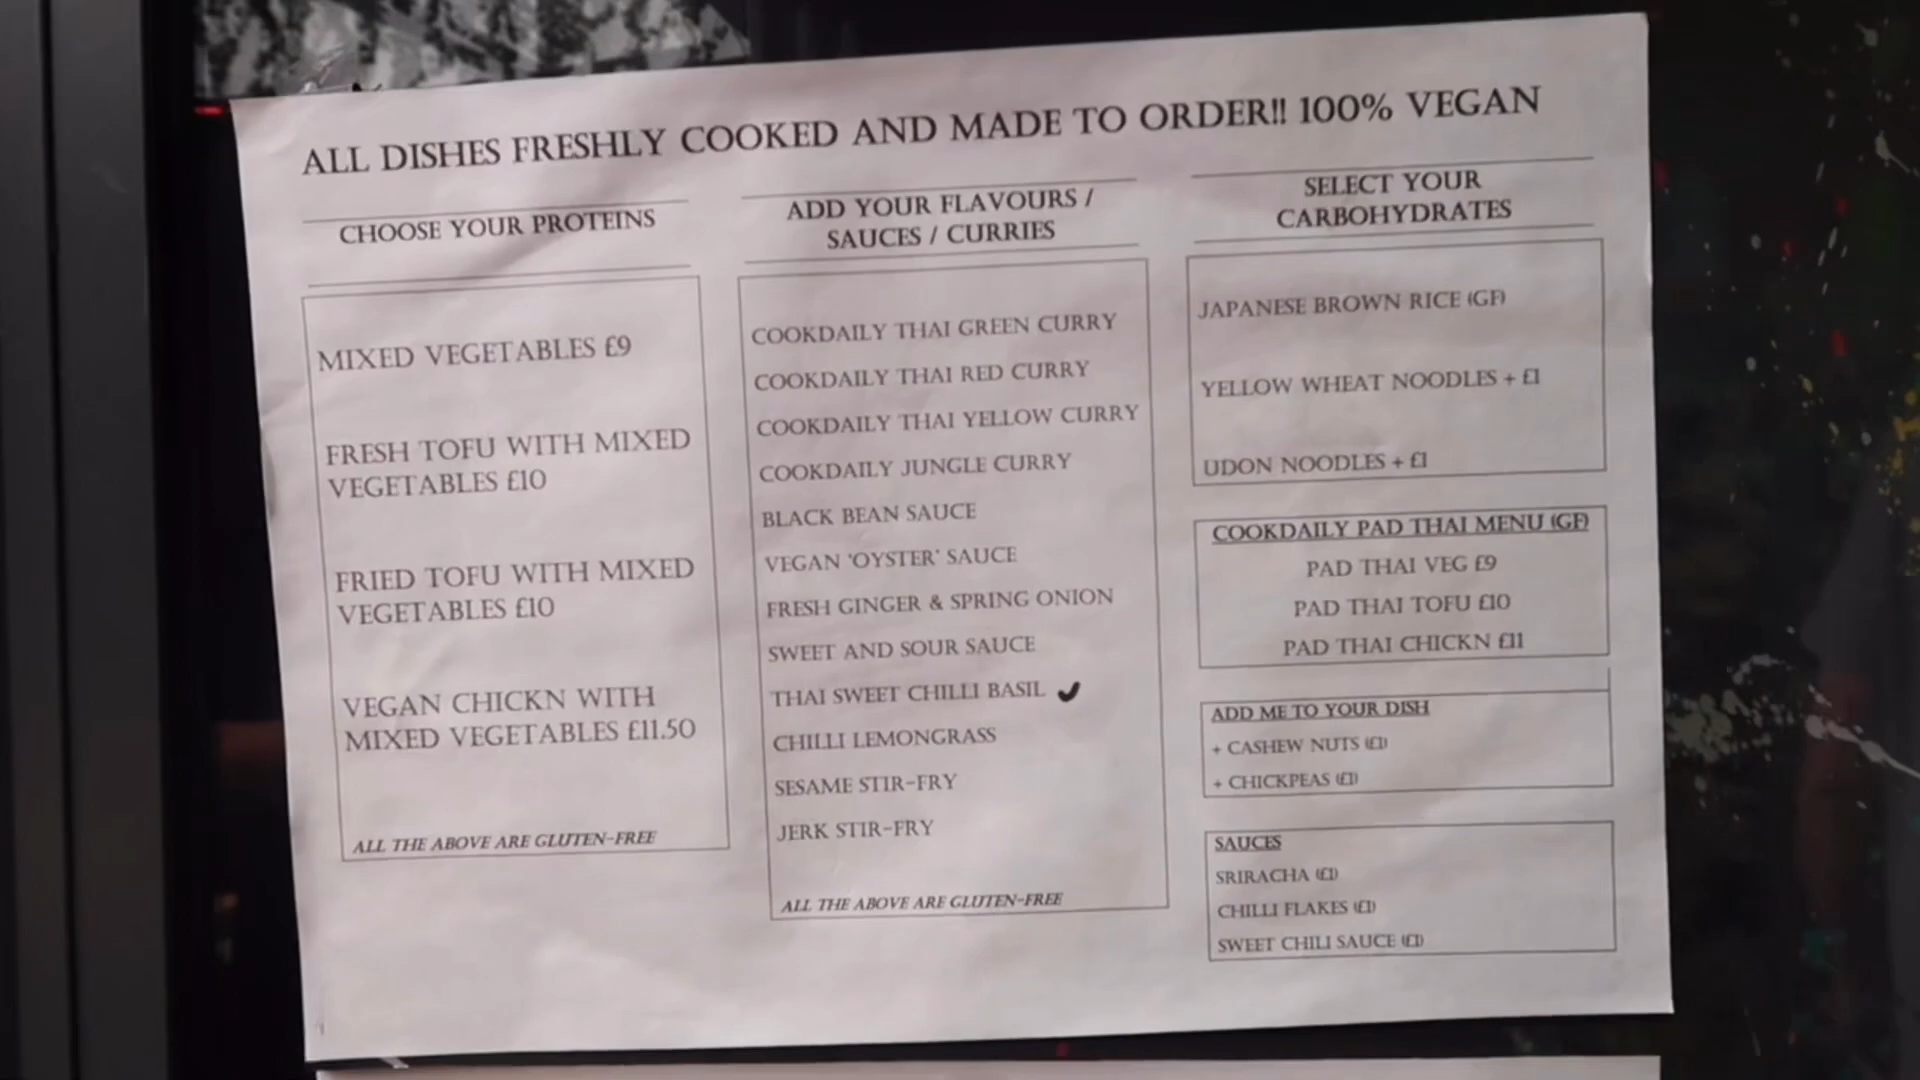 ALL DISHES FRESHLY COOKED AND MADE TO ORDER!! 100% VEGAN
CHOOSE YOUR PROTEINS
MIXED VEGETABLES £9
FRESH TOFU WITH MIXED
VEGETABLES £10
FRIED TOFU WITH MIXED
VEGETABLES £10
VEGAN CHICKN WITH
MIXED VEGETABLES £11.50
ALL THE ABOVE ARE GLUTEN-FREE
ADD YOUR FLAVOURS /
SAUCES / CURRIES
COOKDAILY THAI GREEN CURRY
COOKDAILY THAI RED CURRY
COOKDAILY THAI YELLOW CURRY
COOKDAILY JUNGLE CURRY
BLACK BEAN SAUCE
VEGAN 'OYSTER' SAUCE
FRESH GINGER & SPRING ONION
SWEET AND SOUR SAUCE
THAI SWEET CHILLI BASIL
CHILLI LEMONGRASS
SESAME STIR-FRY
JERK STIR-FRY
ALL THE ABOVE ARE GLUTEN-FREE
SELECT YOUR
CARBOHYDRATES
JAPANESE BROWN RICE (GF)
YELLOW WHEAT NOODLES + £1
UDON NOODLES + £1
COOKDAILY PAD THAI MENU (GF)
PAD THAI VEG £9
PAD THAI TOFU £10
PAD THAI CHICKN £11
ADD ME TO YOUR DISH
+ CASHEW NUTS (£1)
+ CHICKPEAS (£1)
SAUCES
SRIRACHA (£1)
CHILLI FLAKES (£1)
SWEET CHILI SAUCE (£1)